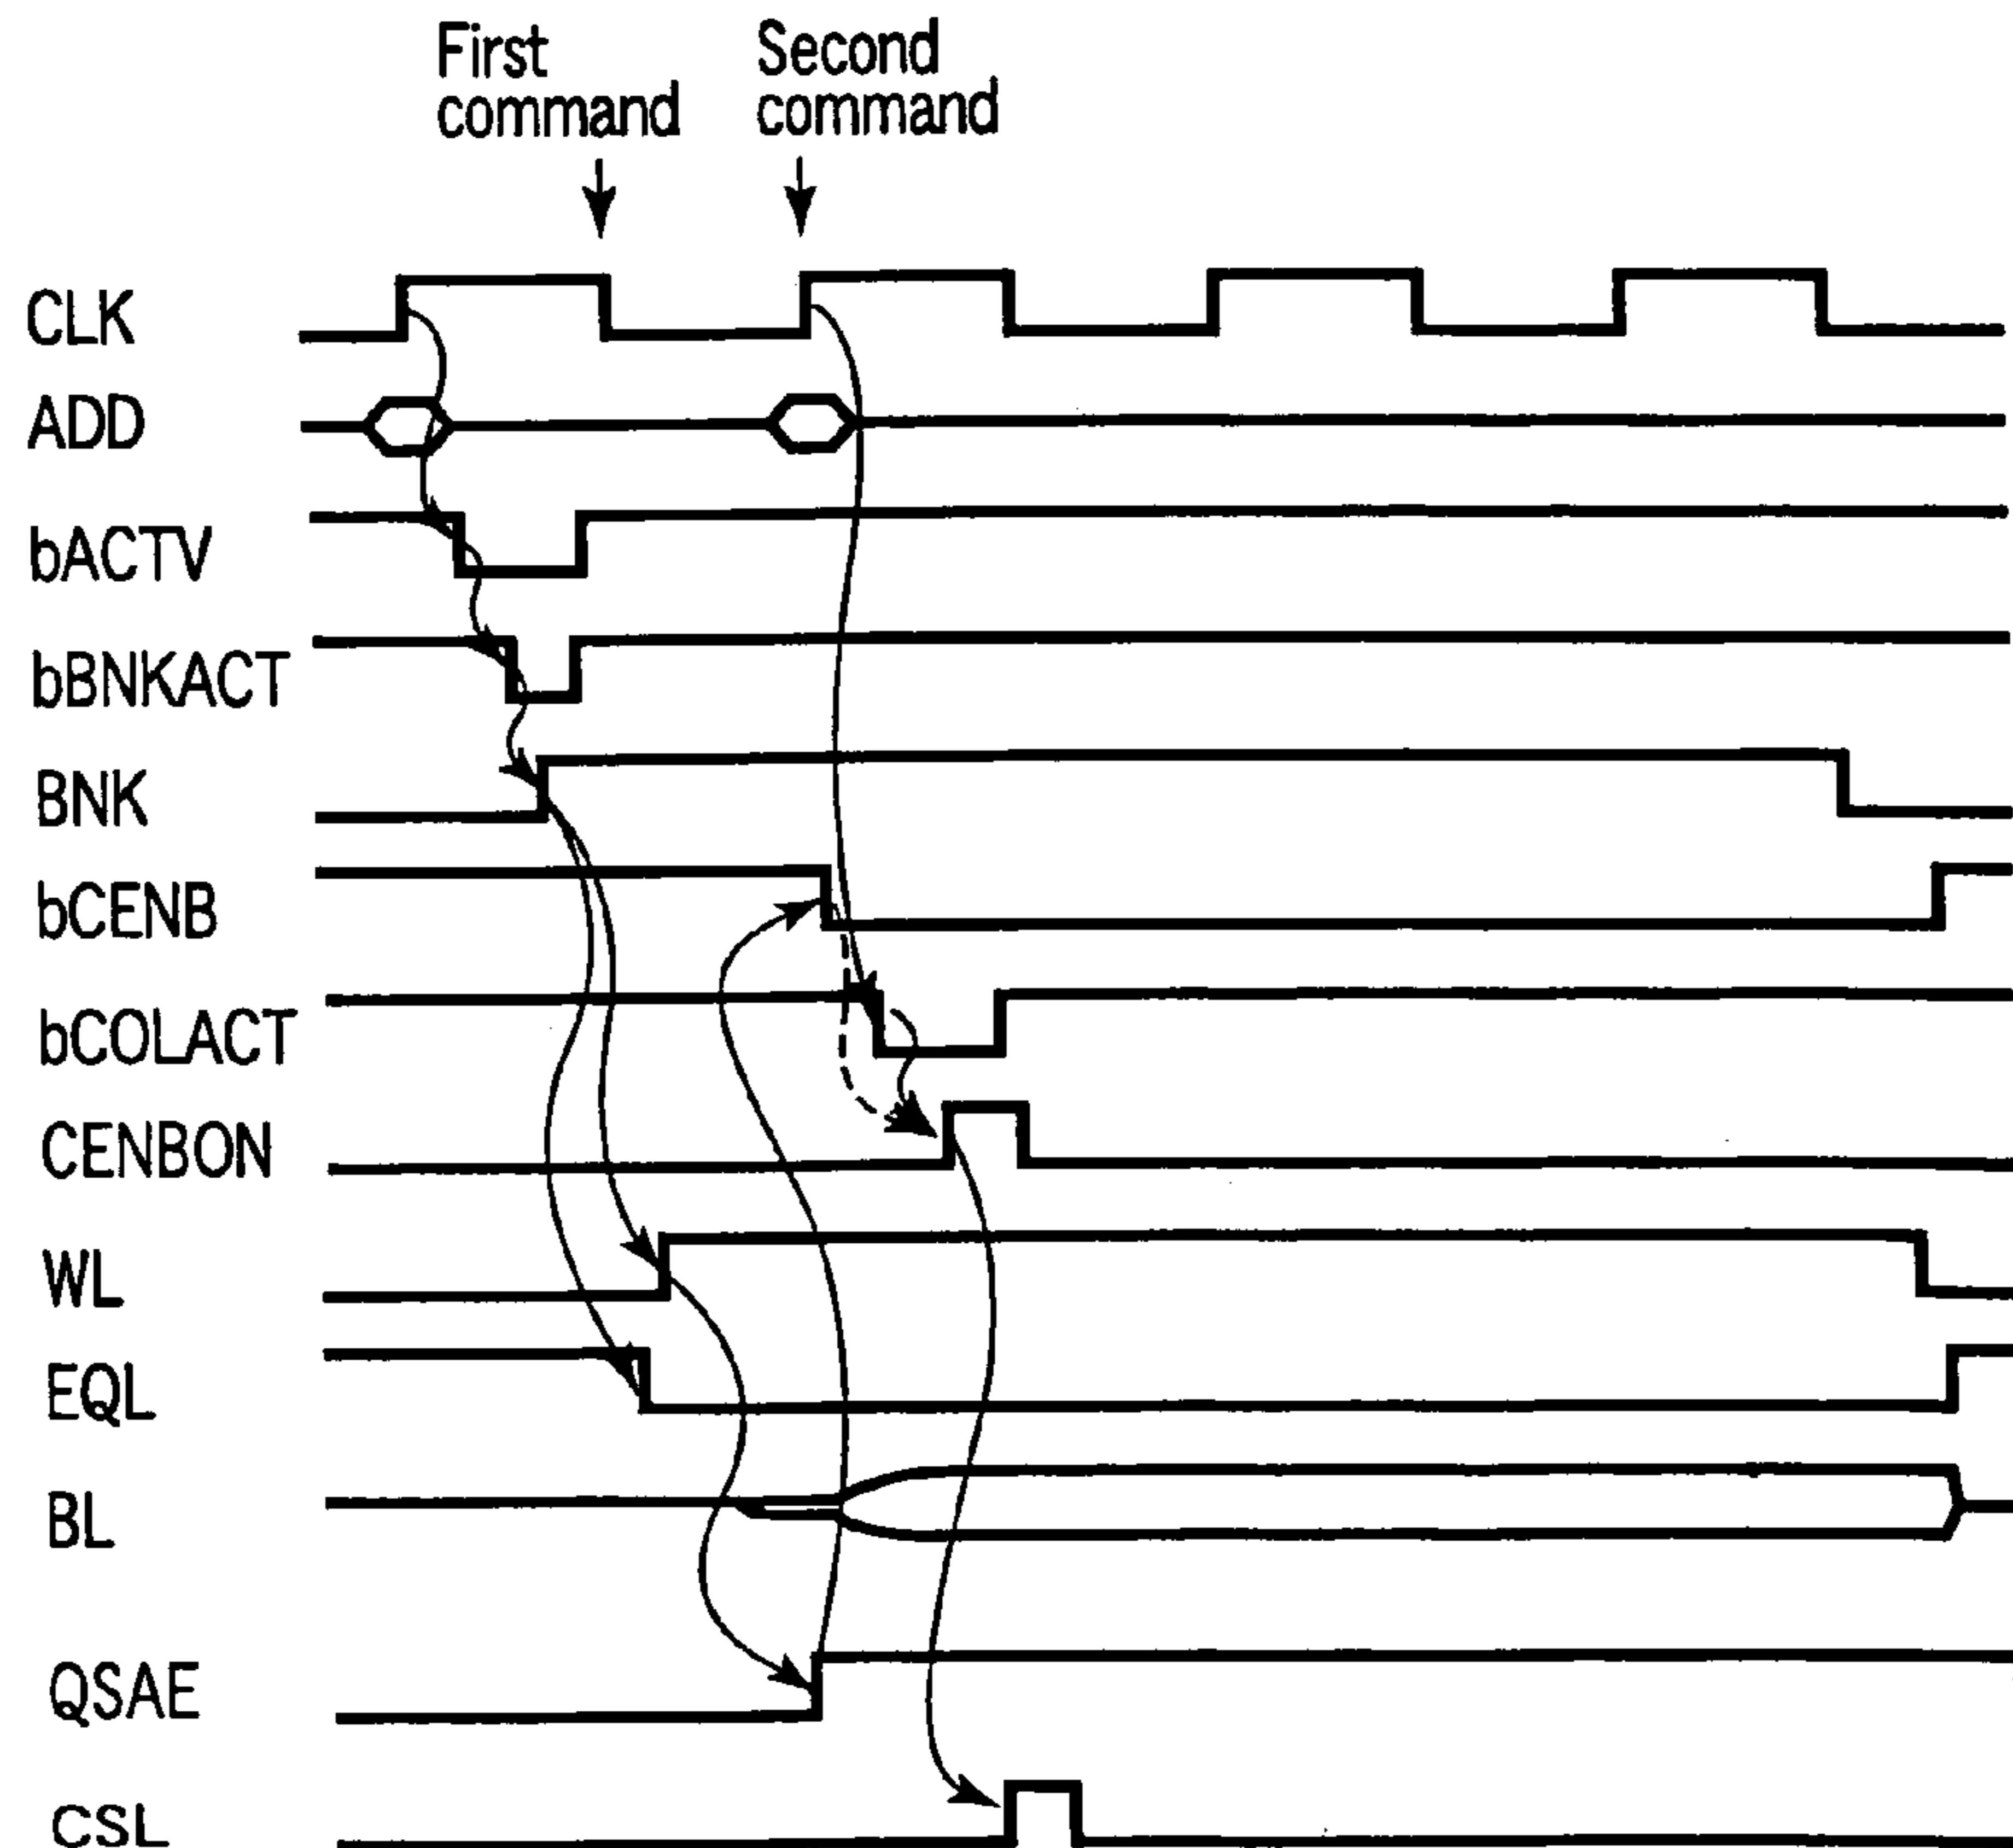 First
command
Second
command
CLK
ADD
bACTV
bBNKACT
BNK
bCENB
bCOLACT
CENBON
WL
EQL
BL
QSAE
CSL